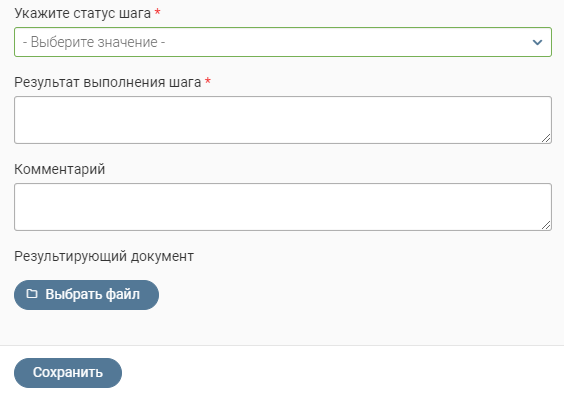 Укажите статус шага *
- Выберите значение -
Результат выполнения шага *
Комментарий
Результирующий документ
Выбрать файл
Сохранить